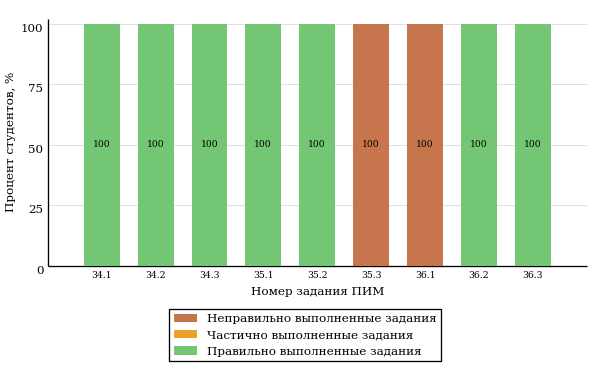 Процент студентов, %
100
75
50
25
0
100 100 100 100 100 100 100 100 100
34.1 34.2 34.3 35.1 35.2 35.3 36.1 36.2 36.3
Номер задания ПИМ
Неправильно выполненные задания
Частично выполненные задания
Правильно выполненные задания